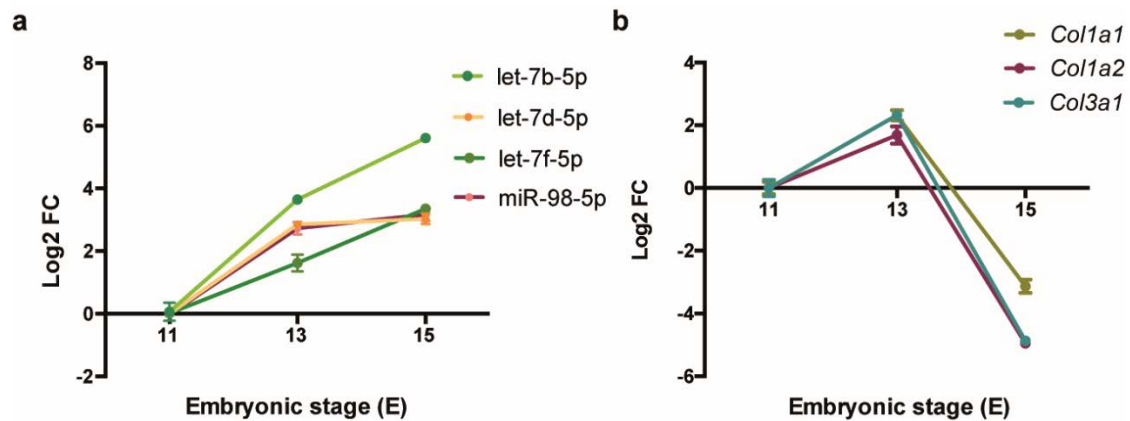 a
8
6
4
2
0
-2
Log2 FC
11
13
15
Embryonic stage (E)
let-7b-5p
let-7d-5p
let-7f-5p
miR-98-5p
b
4
2
0
-2
-4
-6
Log2 FC
11
13
15
Embryonic stage (E)
Col1a1
Col1a2
Col3a1